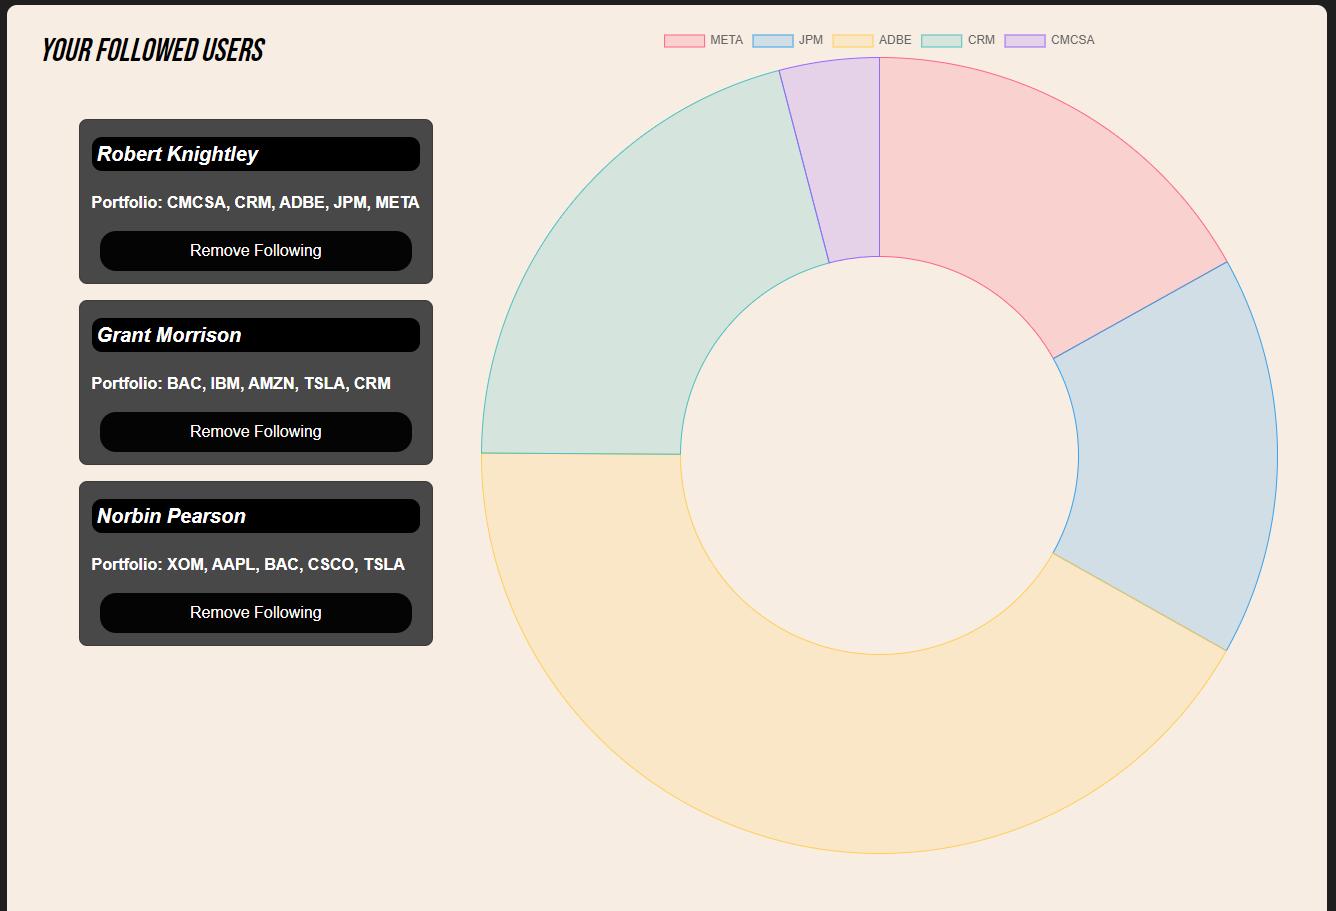 YOUR FOLLOWED USERS
Robert Knightley
Portfolio: CMCSA, CRM, ADBE, JPM, META
Remove Following
Grant Morrison
Portfolio: BAC, IBM, AMZN, TSLA, CRM
Remove Following
Norbin Pearson
Portfolio: XOM, AAPL, BAC, CSCO, TSLA
Remove Following
META JPM ADBE CRM CMCSA